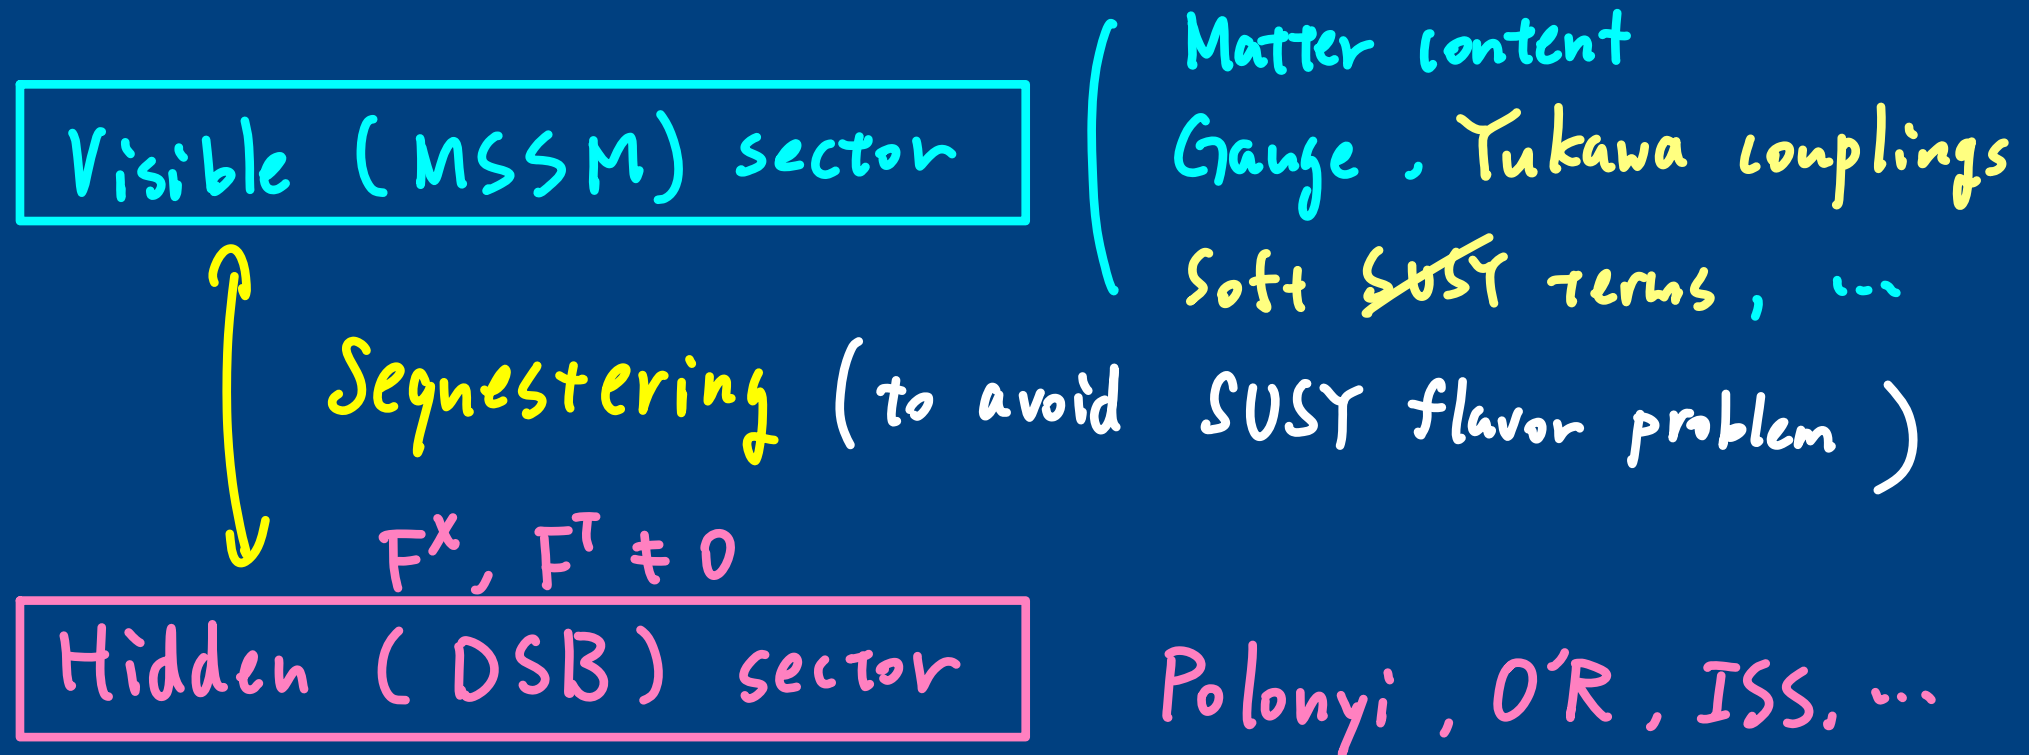 Matter content
Visible (MSSM) sector
Gauge, Yukawa couplings
Soft SUSY terms, ...
Sequestering (to avoid SUSY flavor problem)
F^X, F^T ≠ 0
Hidden (DSB) sector
Polonyi, O'R, ISS, ...